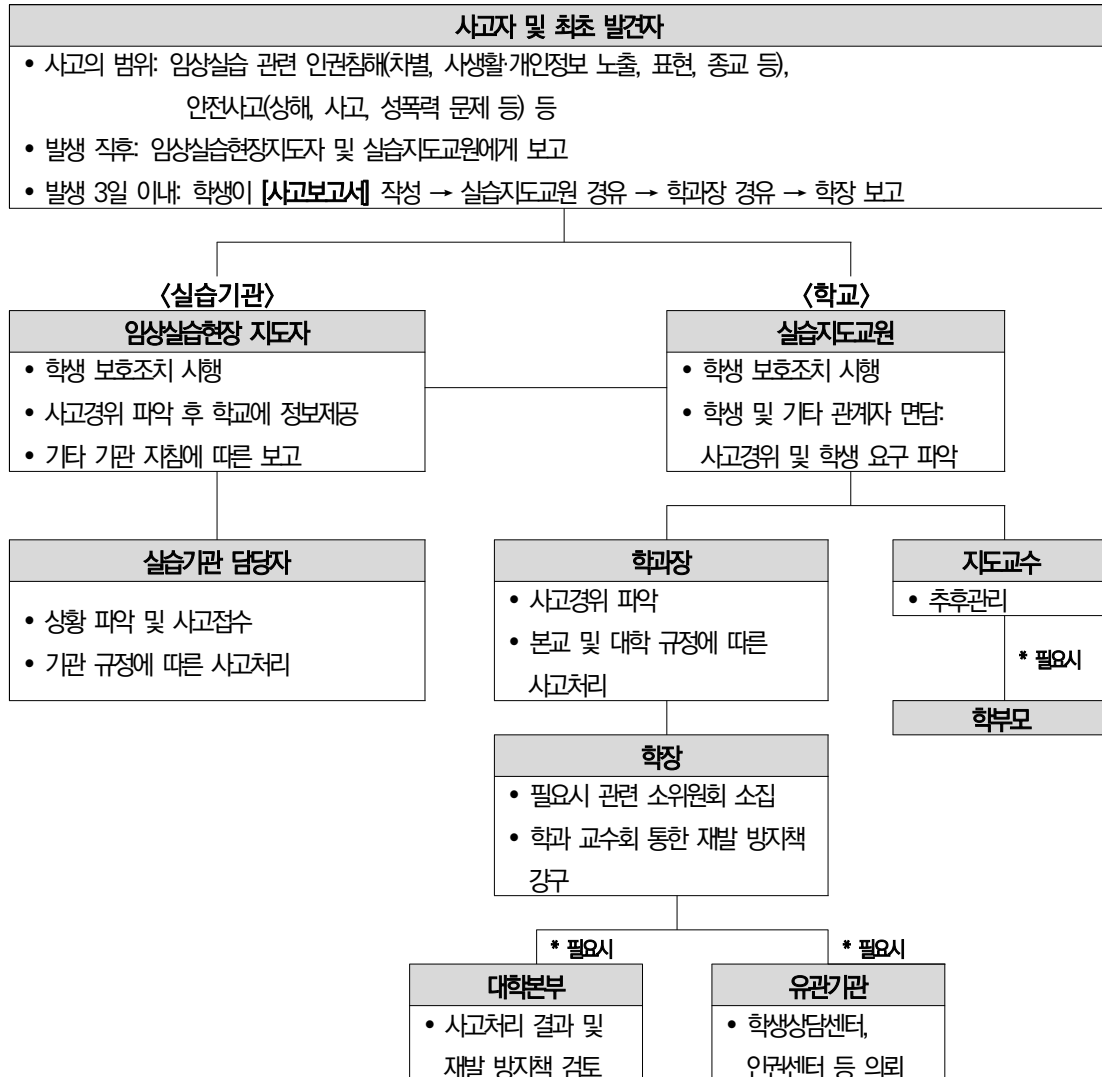 사고자 및 최초 발견자
• 사고의 범위: 임상실습 관련 인권침해(차별, 사생활·개인정보 노출, 표현, 종교 등),
안전사고(상해, 사고, 성폭력 문제 등) 등
• 발생 직후: 임상실습현장지도자 및 실습지도교원에게 보고
• 발생 3일 이내: 학생이 [사고보고서] 작성 → 실습지도교원 경유 → 학과장 경유 → 학장 보고
〈실습기관〉
임상실습현장 지도자
• 학생 보호조치 시행
• 사고경위 파악 후 학교에 정보제공
• 기타 기관 지침에 따른 보고
〈학교〉
실습지도교원
• 학생 보호조치 시행
• 학생 및 기타 관계자 면담:
사고경위 및 학생 요구 파악
실습기관 담당자
• 상황 파악 및 사고접수
• 기관 규정에 따른 사고처리
학과장
• 사고경위 파악
• 본교 및 대학 규정에 따른
사고처리
지도교수
• 추후관리
* 필요시
학부모
학장
• 필요시 관련 소위원회 소집
• 학과 교수회 통한 재발 방지책
강구
* 필요시
대학본부
• 사고처리 결과 및
재발 방지책 검토
* 필요시
유관기관
• 학생상담센터,
인권센터 등 의뢰